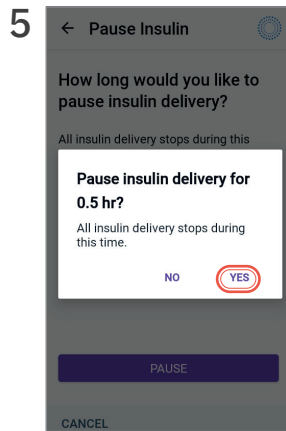 5
← Pause Insulin
How long would you like to
pause insulin delivery?
All insulin delivery stops during this
Pause insulin delivery for
0.5 hr?
All insulin delivery stops during
this time.
NO YES
PAUSE
CANCEL